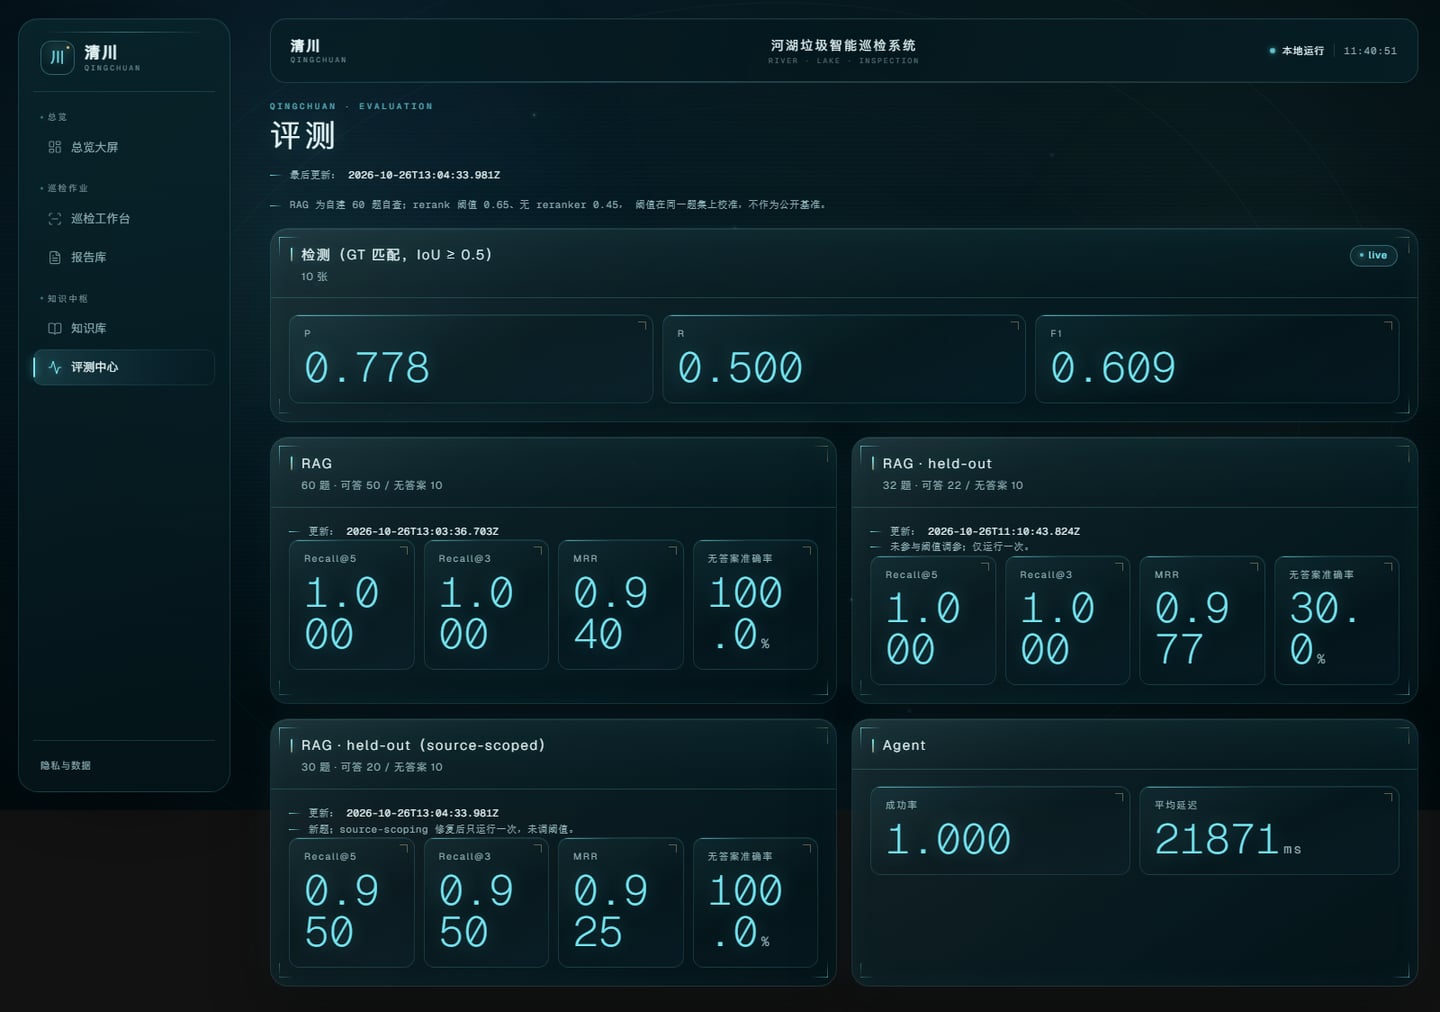 川
清川
QINGCHUAN
总览
总览大屏
巡检作业
巡检工作台
报告库
知识中枢
知识库
评测中心
隐私与数据
清川
QINGCHUAN
河湖垃圾智能巡检系统
RIVER · LAKE · INSPECTION
本地运行
11:40:51
QINGCHUAN · EVALUATION
评测
最后更新： 2026-10-26T13:04:33.981Z
RAG 为自建 60 题自查；rerank 阈值 0.65、无 reranker 0.45， 阈值在同一题集上校准，不作为公开基准。
检测（GT 匹配，IoU ≥ 0.5）
10 张
live
P
0.778
R
0.500
F1
0.609
RAG
60 题 · 可答 50 / 无答案 10
更新： 2026-10-26T13:03:36.703Z
Recall@5
1.0
00
Recall@3
1.0
00
MRR
0.9
40
无答案准确率
100
.0%
RAG · held-out
32 题 · 可答 22 / 无答案 10
更新： 2026-10-26T11:10:43.824Z
未参与阈值调参；仅运行一次。
Recall@5
1.0
00
Recall@3
1.0
00
MRR
0.9
77
无答案准确率
30.
0%
RAG · held-out（source-scoped）
30 题 · 可答 20 / 无答案 10
更新： 2026-10-26T13:04:33.981Z
新题；source-scoping 修复后只运行一次，未调阈值。
Recall@5
0.9
50
Recall@3
0.9
50
MRR
0.9
25
无答案准确率
100
.0%
Agent
成功率
1.000
平均延迟
21871ms